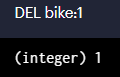 DEL bike:1
(integer) 1